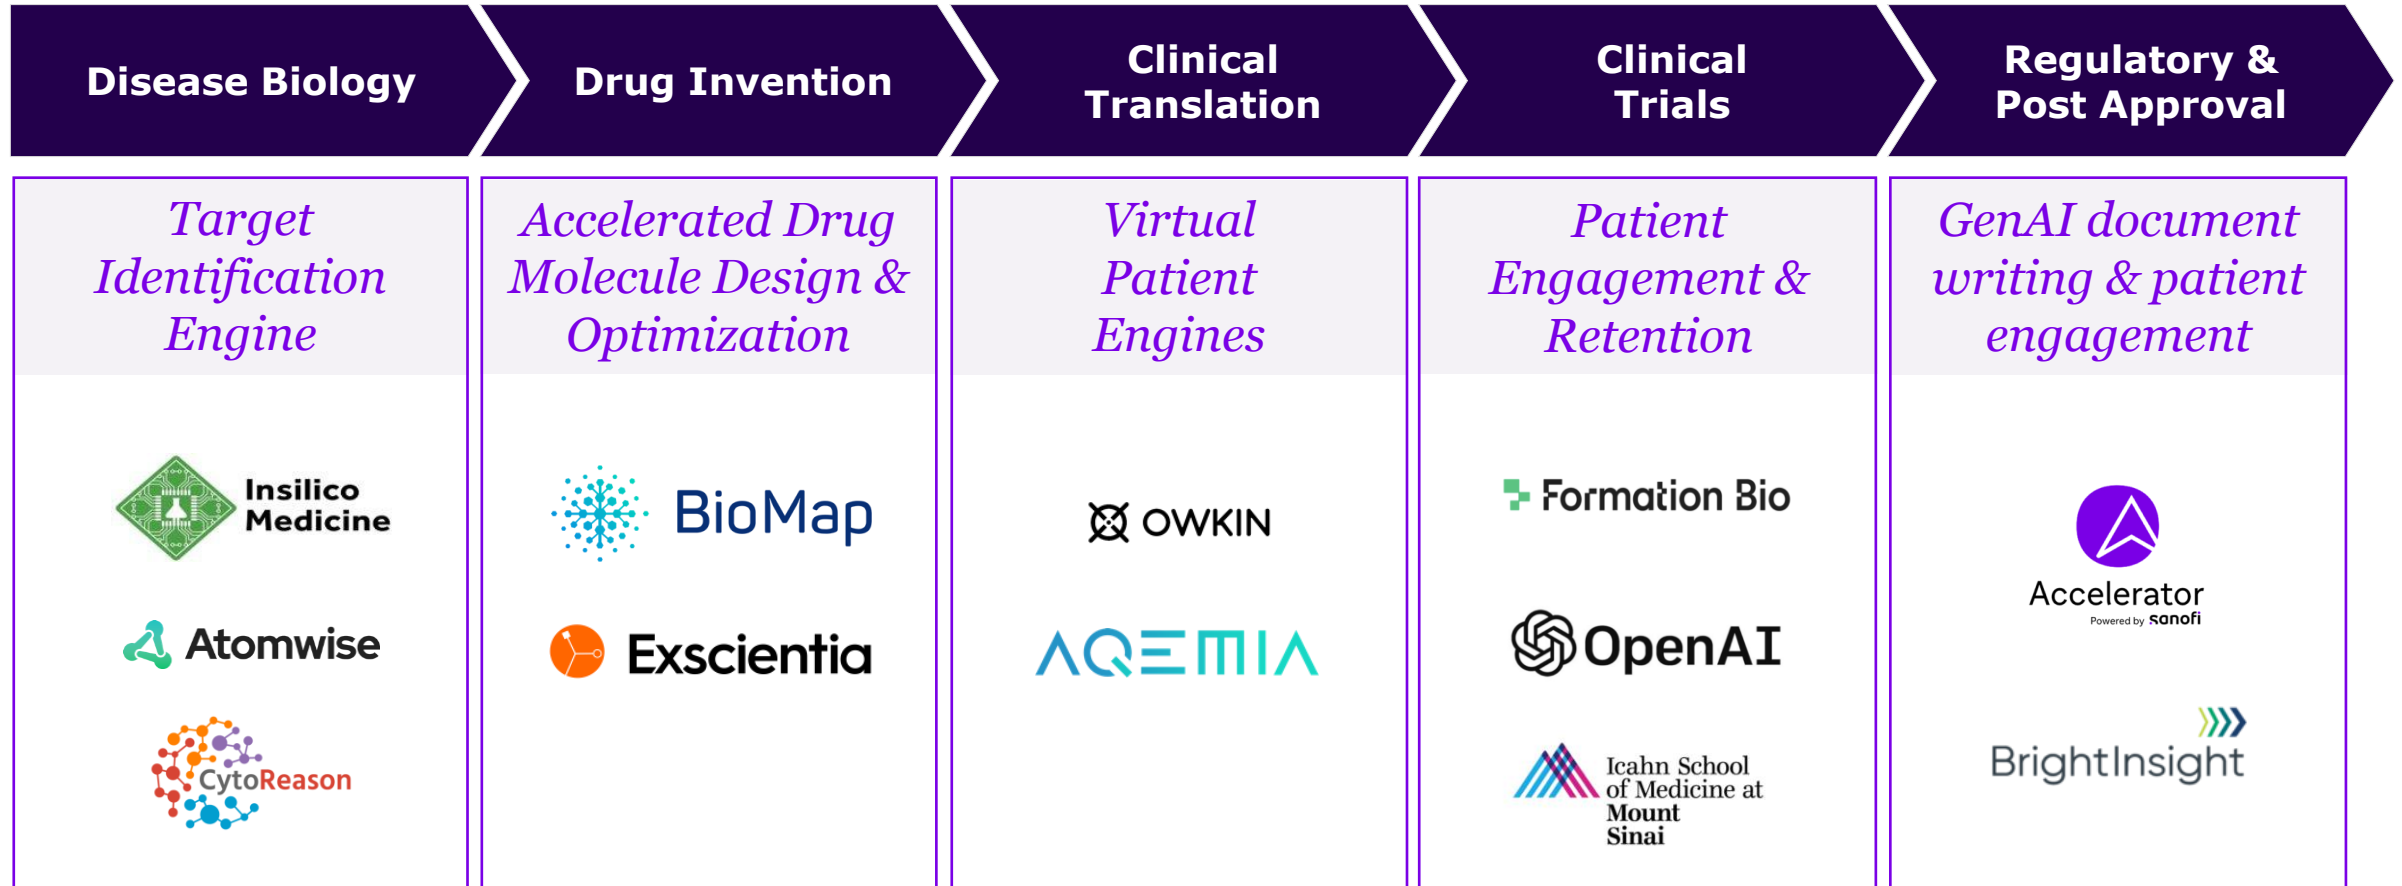 Disease Biology
Drug Invention
Clinical
Translation
Clinical
Trials
Regulatory &
Post Approval
Target
Identification
Engine
Accelerated Drug
Molecule Design &
Optimization
Virtual
Patient
Engines
Patient
Engagement &
Retention
GenAI document
writing & patient
engagement
Insilico
Medicine
Atomwise
CytoReason
BioMap
Exscientia
OWKIN
AQEMIA
Formation Bio
OpenAI
Icahn School
of Medicine at
Mount
Sinai
Accelerator
Powered by sanofi
BrightInsight